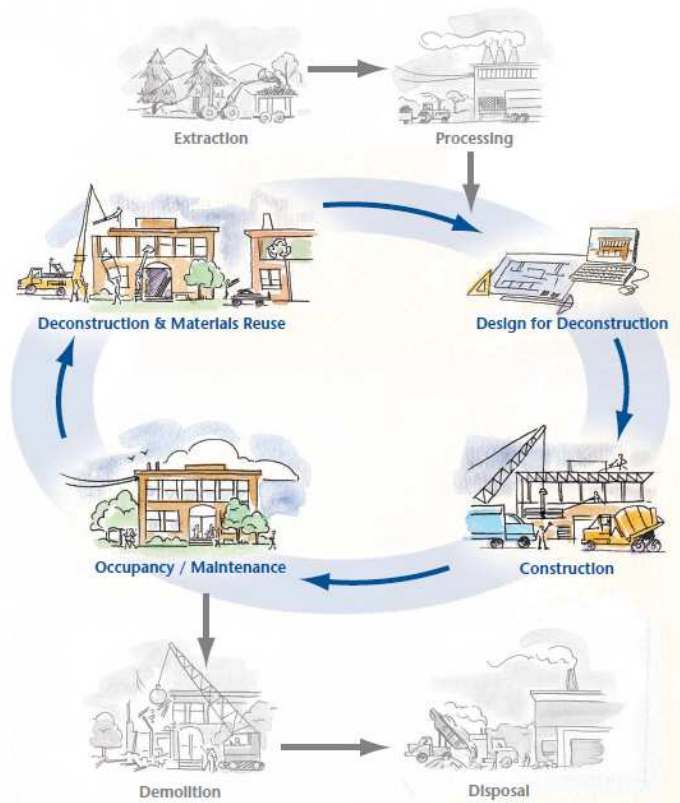 Extraction
Processing
Deconstruction & Materials Reuse
Design for Deconstruction
Occupancy / Maintenance
Construction
Demolition
Disposal